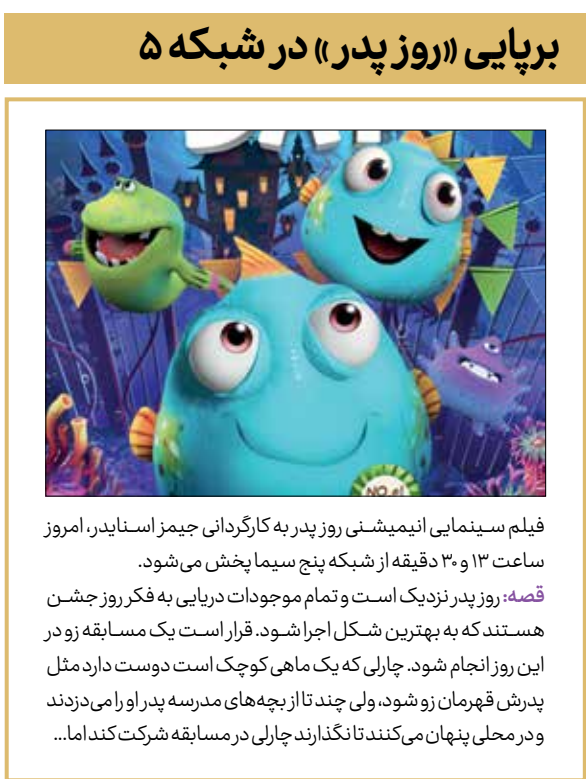 برپایی «روز پدر» در شبکه ۵
NO.#1
فیلم سینمایی انیمیشنی روز پدر به کارگردانی جیمز اسنایدر، امروز
ساعت ۱۳ و ۳۰ دقیقه از شبکه پنج سیما پخش می‌شود.
قصه: روز پدر نزدیک است و تمام موجودات دریایی به فکر روز جشن
هستند که به بهترین شکل اجرا شود. قرار است یک مسابقه زو در
این روز انجام شود. چارلی که یک ماهی کوچک است دوست دارد مثل
پدرش قهرمان زو شود، ولی چند تا از بچه‌های مدرسه پدر او را می‌دزدند
و در محلی پنهان می‌کنند تا نگذارند چارلی در مسابقه شرکت کند اما...